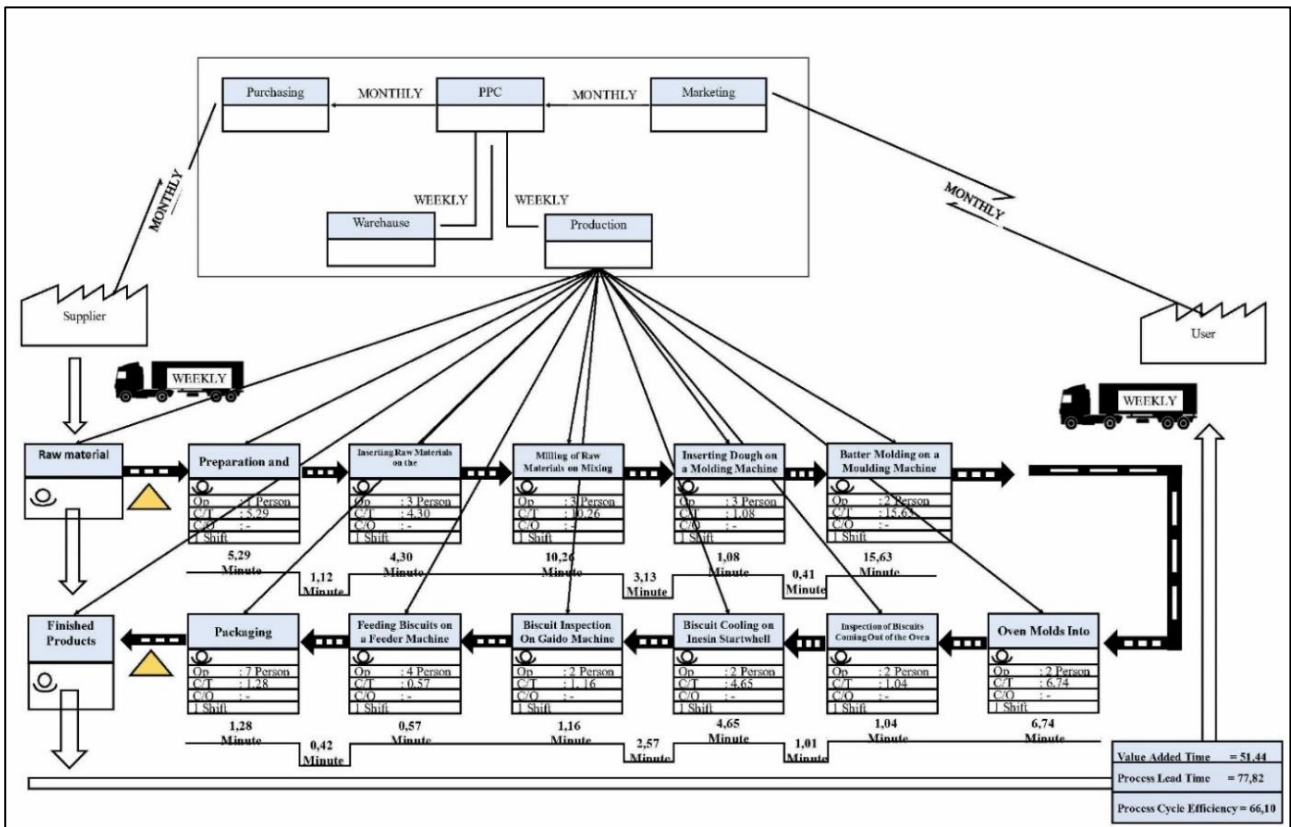 Purchasing
MONTHLY
PPC
MONTHLY
Marketing
MONTHLY
MONTHLY
WEEKLY
WEEKLY
Warehause
Production
Supplier
User
WEEKLY
WEEKLY
Raw material
Preparation and
Op : 1 Person
C/T : 5.29
C/O : -
1 Shift
Inserting Raw Materials
on the
Op : 3 Person
C/T : 4.30
C/O : -
1 Shift
Milling of Raw
Materials on Mixing
Op : 3 Person
C/T : 10.26
C/O : -
1 Shift
Inserting Dough on
a Molding Machine
Op : 3 Person
C/T : 1.08
C/O : -
1 Shift
Batter Molding on a
Moulding Machine
Op : 2 Person
C/T : 15.63
C/O : -
1 Shift
5,29
Minute
1,12
Minute
4,30
Minute
10,26
Minute
3,13
Minute
1,08
Minute
0,41
Minute
15,63
Minute
Finished
Products
Packaging
Op : 7 Person
C/T : 1.28
C/O : -
1 Shift
Feeding Biscuits on
a Feeder Machine
Op : 4 Person
C/T : 0.57
C/O : -
1 Shift
Biscuit Inspection
On Gaido Machine
Op : 2 Person
C/T : 1, 16
C/O : -
1 Shift
Biscuit Cooling on
Inesin Startwhell
Op : 2 Person
C/T : 4.65
C/O : -
1 Shift
Inspection of Biscuits
Coming Out of the Oven
Op : 2 Person
C/T : 1.04
C/O : -
1 Shift
Oven Molds Into
Op : 2 Person
C/T : 6,74
C/O : -
1 Shift
1,28
Minute
0,42
Minute
0,57
Minute
1,16
Minute
2,57
Minute
4,65
Minute
1,01
Minute
1,04
Minute
6,74
Minute
Value Added Time = 51,44
Process Lead Time = 77,82
Process Cycle Efficiency = 66,10